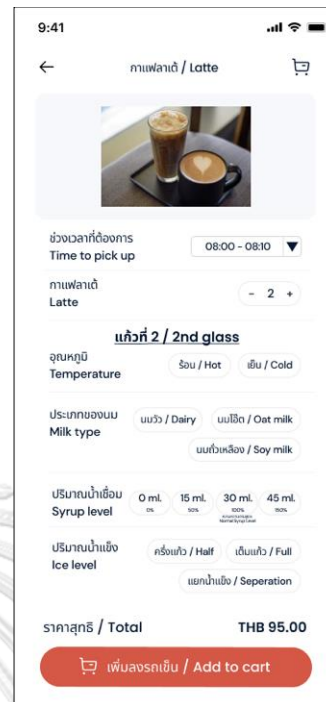 9:41
กาแฟลาเต้ / Latte
ช่วงเวลาที่ต้องการ
Time to pick up
08:00 - 08:10
กาแฟลาเต้
Latte
- 2 +
แก้วที่ 2 / 2nd glass
อุณหภูมิ
Temperature
ร้อน / Hot
เย็น / Cold
ประเภทของนม
Milk type
นมวัว / Dairy
นมโอ๊ต / Oat milk
นมถั่วเหลือง / Soy milk
ปริมาณน้ำเชื่อม
Syrup level
0 ml. 15 ml. 30 ml. 45 ml.
0% 50% 100% 150%
Normal Syrup Level
ปริมาณน้ำแข็ง
Ice level
ครึ่งแก้ว / Half
เต็มแก้ว / Full
แยกน้ำแข็ง / Seperation
ราคาสุทธิ / Total
THB 95.00
เพิ่มลงรถเข็น / Add to cart